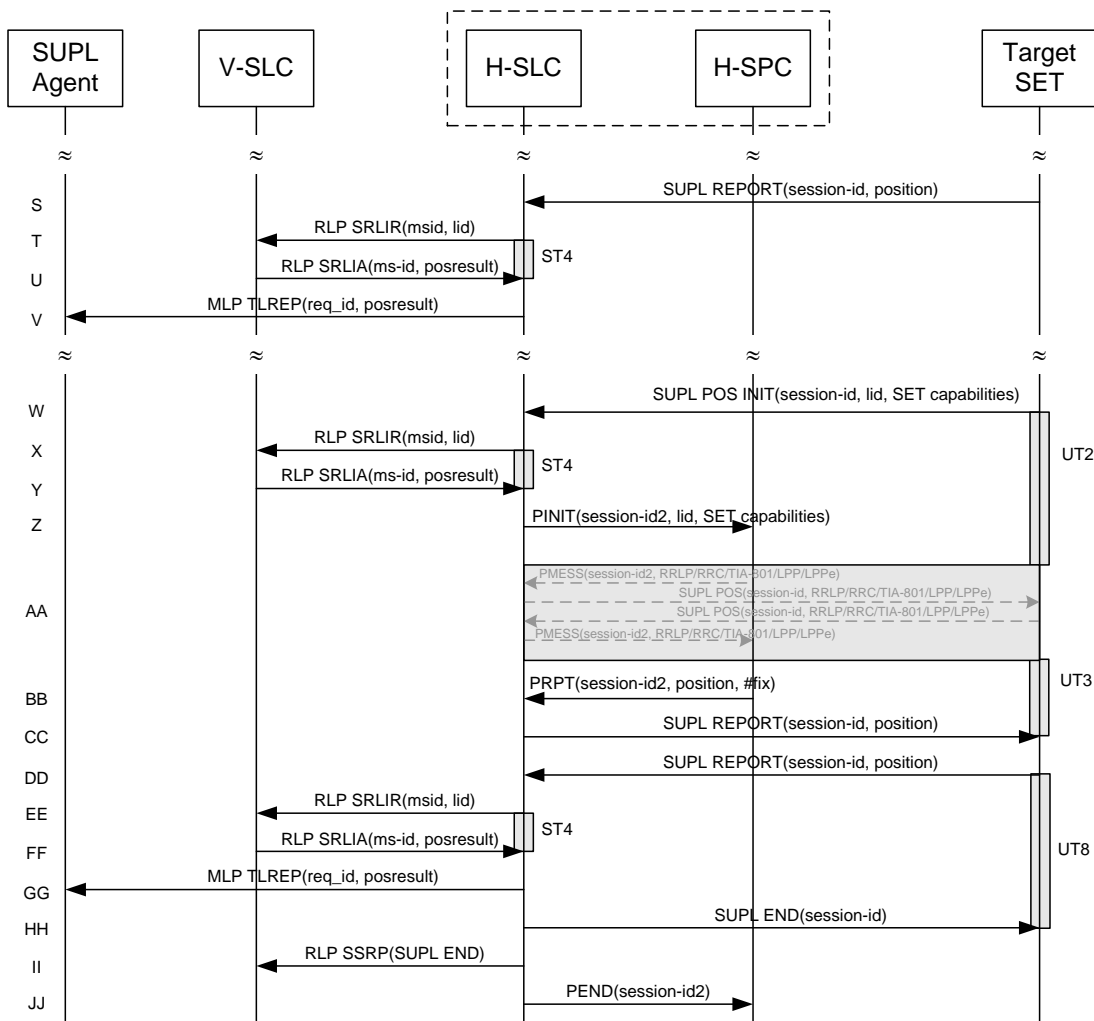 SUPL
Agent
V-SLC
H-SLC
H-SPC
Target
SET
≈ ≈ ≈ ≈ ≈
S
SUPL REPORT(session-id, position)
T
RLP SRLIR(msid, lid)
ST4
U
RLP SRLIA(ms-id, posresult)
V
MLP TLREP(req_id, posresult)
≈ ≈ ≈ ≈ ≈
W
SUPL POS INIT(session-id, lid, SET capabilities)
X
RLP SRLIR(msid, lid)
ST4
UT2
Y
RLP SRLIA(ms-id, posresult)
Z
PINIT(session-id2, lid, SET capabilities)
PMESS(session-id2, RRLP/RRC/TIA-801/LPP/LPPe)
SUPL POS(session-id, RRLP/RRC/TIA-801/LPP/LPPe)
AA
SUPL POS(session-id, RRLP/RRC/TIA-801/LPP/LPPe)
PMESS(session-id2, RRLP/RRC/TIA-801/LPP/LPPe)
BB
PRPT(session-id2, position, #fix)
UT3
CC
SUPL REPORT(session-id, position)
DD
SUPL REPORT(session-id, position)
EE
RLP SRLIR(msid, lid)
ST4
FF
RLP SRLIA(ms-id, posresult)
UT8
GG
MLP TLREP(req_id, posresult)
HH
SUPL END(session-id)
II
RLP SSRP(SUPL END)
JJ
PEND(session-id2)